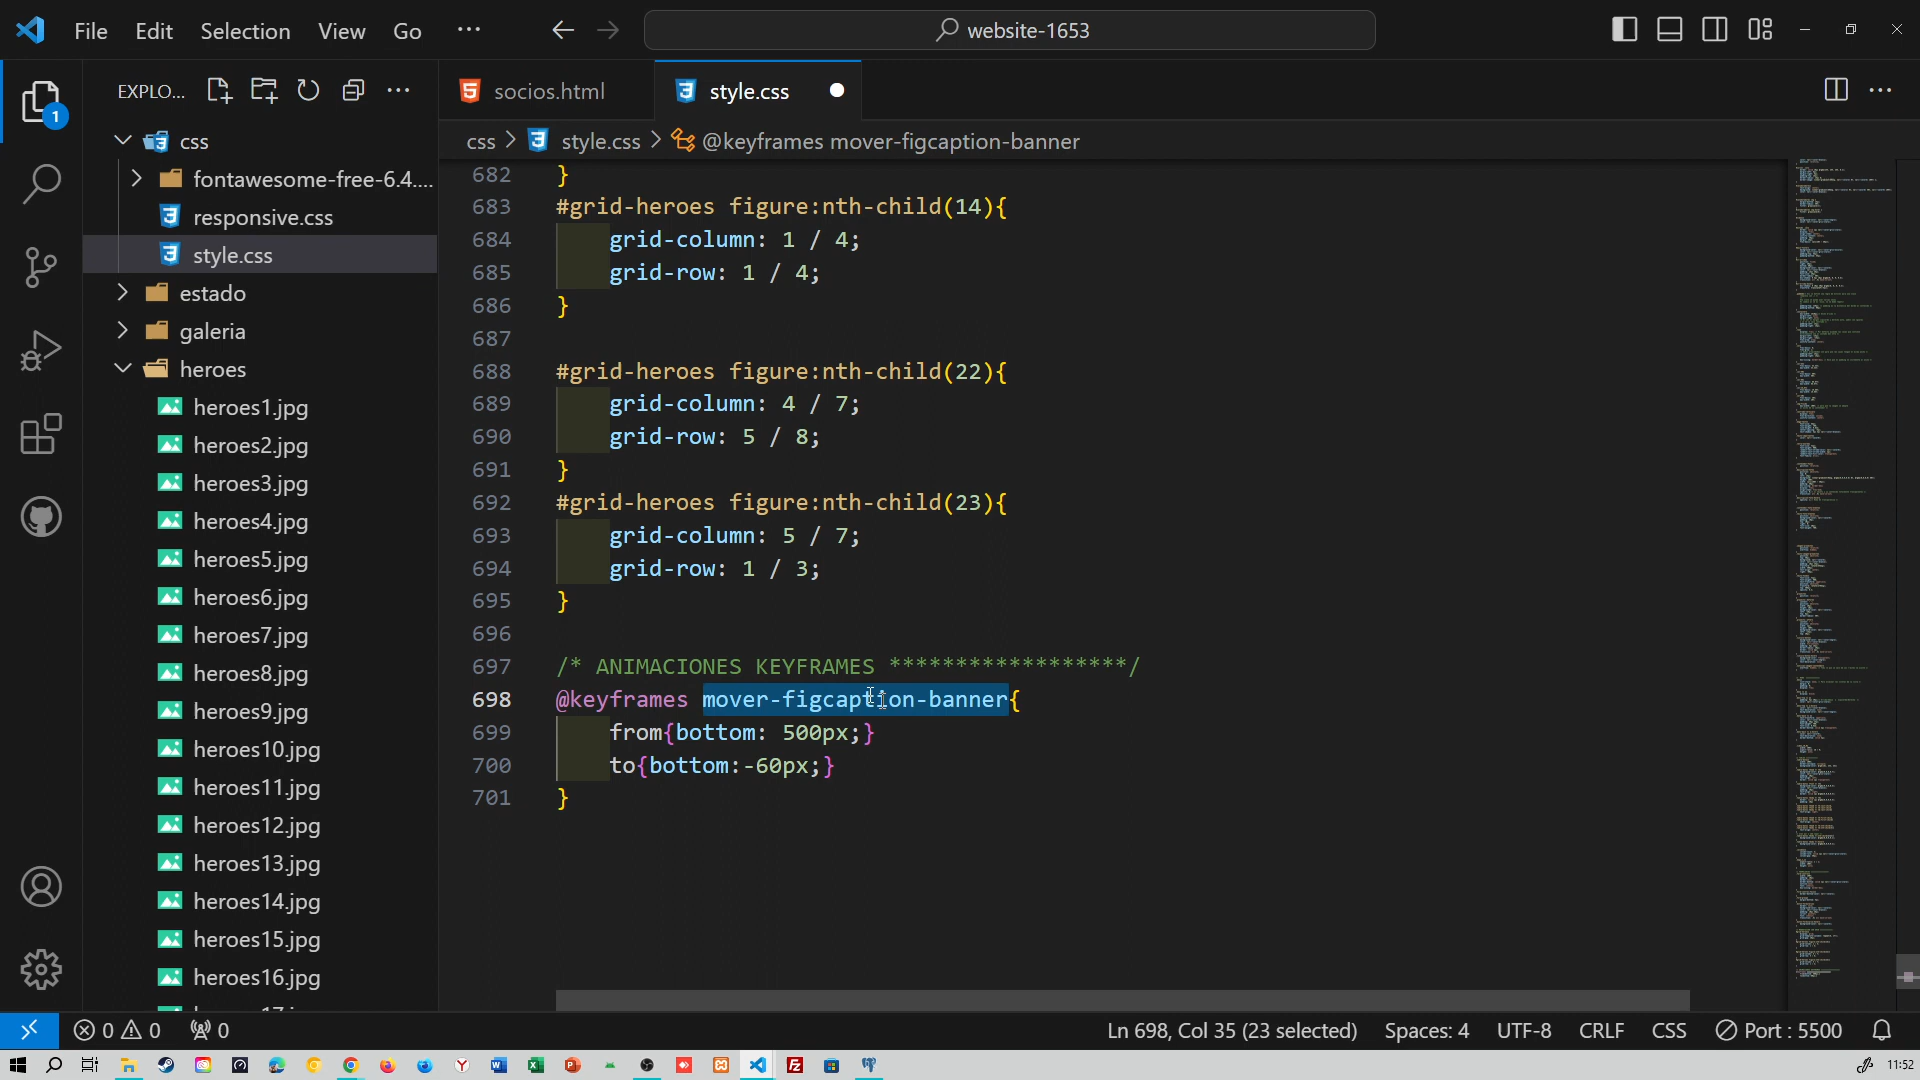 File Edit Selection View Go ···
website-1653
EXPLO...
socios.html
style.css
css > style.css > @keyframes mover-figcaption-banner
1
css
fontawesome-free-6.4....
responsive.css
style.css
estado
galeria
heroes
heroes1.jpg
heroes2.jpg
heroes3.jpg
heroes4.jpg
heroes5.jpg
heroes6.jpg
heroes7.jpg
heroes8.jpg
heroes9.jpg
heroes10.jpg
heroes11.jpg
heroes12.jpg
heroes13.jpg
heroes14.jpg
heroes15.jpg
heroes16.jpg
682 }
683 #grid-heroes figure:nth-child(14){
684 grid-column: 1 / 4;
685 grid-row: 1 / 4;
686 }
687
688 #grid-heroes figure:nth-child(22){
689 grid-column: 4 / 7;
690 grid-row: 5 / 8;
691 }
692 #grid-heroes figure:nth-child(23){
693 grid-column: 5 / 7;
694 grid-row: 1 / 3;
695 }
696
697 /* ANIMACIONES KEYFRAMES ******************/
698 @keyframes mover-figcaption-banner{
699 from{bottom: 500px;}
700 to{bottom:-60px;}
701 }
0 0 0
Ln 698, Col 35 (23 selected) Spaces: 4 UTF-8 CRLF CSS Port : 5500
11:52